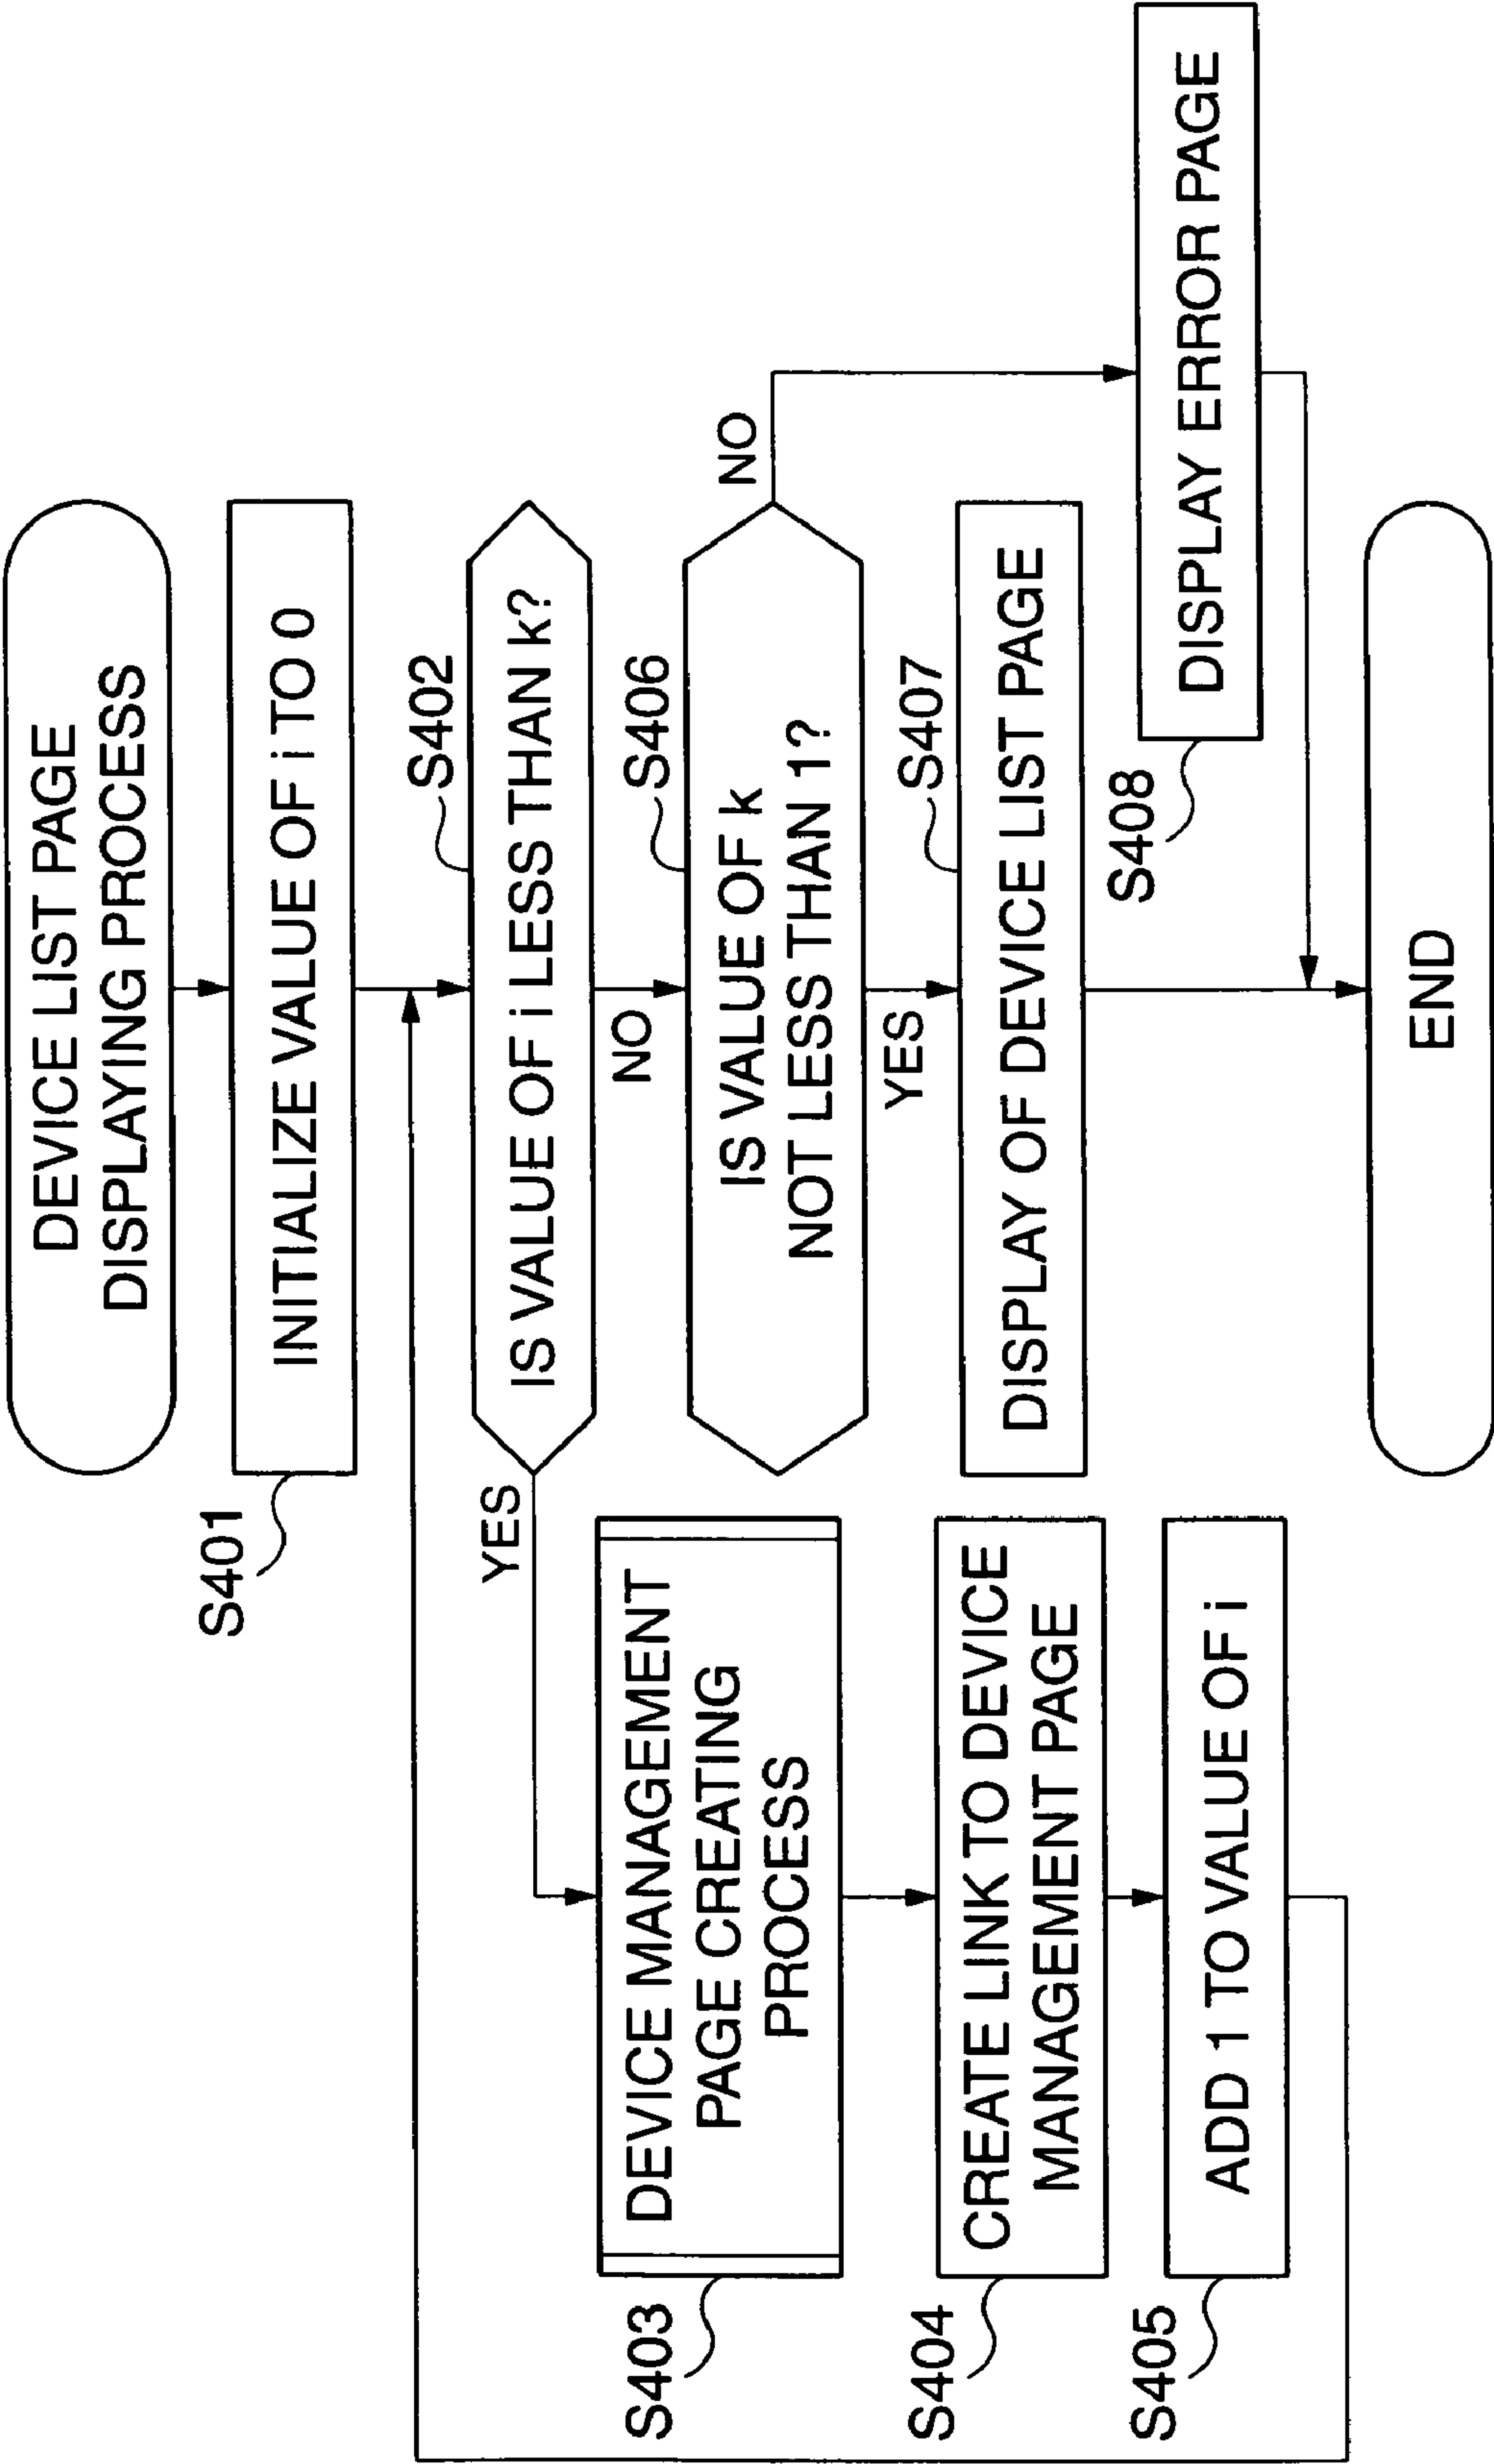 DEVICE LIST PAGE
DISPLAYING PROCESS
S401
INITIALIZE VALUE OF i TO 0
S402
IS VALUE OF i LESS THAN k?
YES
NO
S403
DEVICE MANAGEMENT
PAGE CREATING
PROCESS
S404
CREATE LINK TO DEVICE
MANAGEMENT PAGE
S405
ADD 1 TO VALUE OF i
S406
IS VALUE OF k
NOT LESS THAN 1?
NO
YES
S407
DISPLAY OF DEVICE LIST PAGE
S408
DISPLAY ERROR PAGE
END